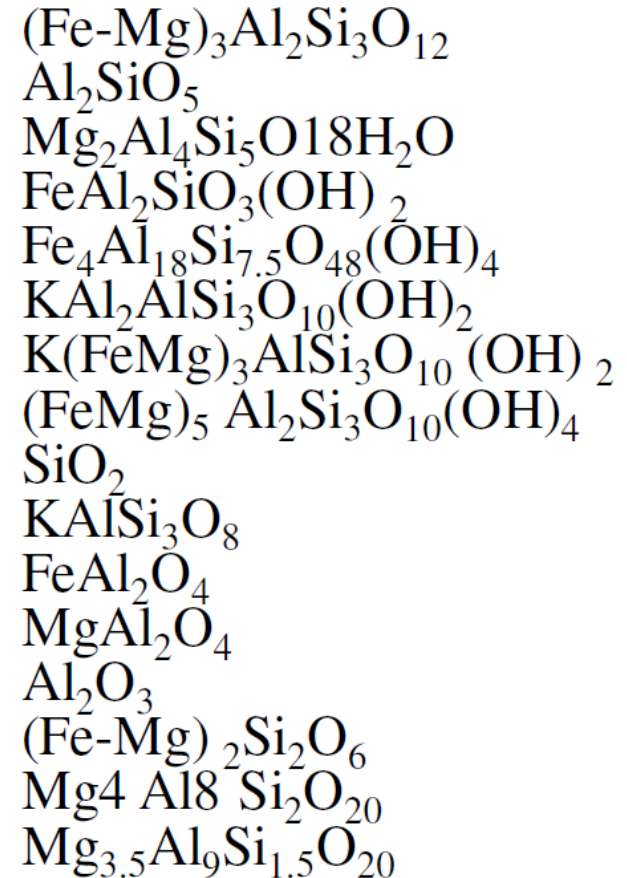 (Fe-Mg)₃Al₂Si₃O₁₂
Al₂SiO₅
Mg₂Al₄Si₅O18H₂O
FeAl₂SiO₃(OH) ₂
Fe₄Al₁₈Si₇.₅O₄₈(OH)₄
KAl₂AlSi₃O₁₀(OH)₂
K(FeMg)₃AlSi₃O₁₀ (OH) ₂
(FeMg)₅ Al₂Si₃O₁₀(OH)₄
SiO₂
KAlSi₃O₈
FeAl₂O₄
MgAl₂O₄
Al₂O₃
(Fe-Mg) ₂Si₂O₆
Mg4 Al8 Si₂O₂₀
Mg₃.₅Al₉Si₁.₅O₂₀